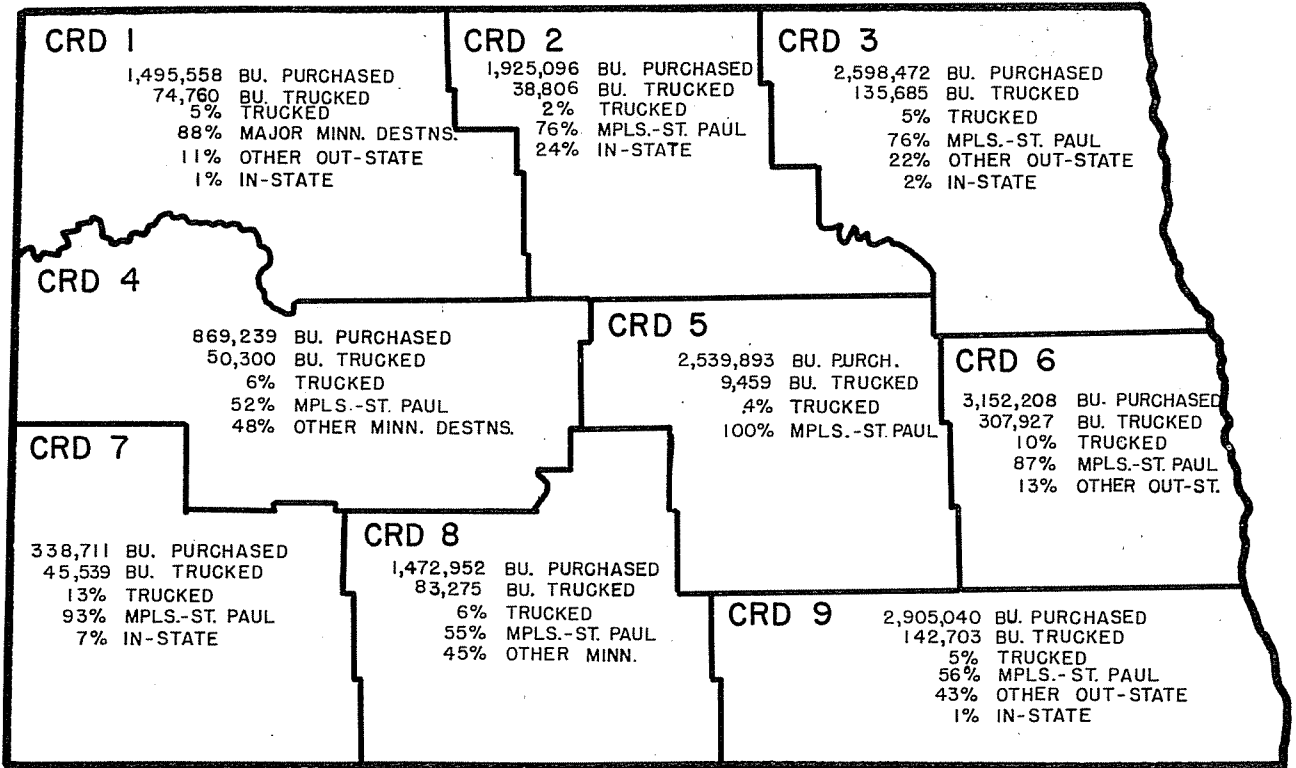 CRD 1
1,495,558 BU. PURCHASED
74,760 BU. TRUCKED
5% TRUCKED
88% MAJOR MINN. DESTNS.
11% OTHER OUT-STATE
1% IN-STATE
CRD 2
1,925,096 BU. PURCHASED
38,806 BU. TRUCKED
2% TRUCKED
76% MPLS.-ST. PAUL
24% IN-STATE
CRD 3
2,598,472 BU. PURCHASED
135,685 BU. TRUCKED
5% TRUCKED
76% MPLS.-ST. PAUL
22% OTHER OUT-STATE
2% IN-STATE
CRD 4
869,239 BU. PURCHASED
50,300 BU. TRUCKED
6% TRUCKED
52% MPLS.-ST. PAUL
48% OTHER MINN. DESTNS.
CRD 5
2,539,893 BU. PURCH.
9,459 BU. TRUCKED
.4% TRUCKED
100% MPLS.-ST. PAUL
CRD 6
3,152,208 BU. PURCHASED
307,927 BU. TRUCKED
10% TRUCKED
87% MPLS.-ST. PAUL
13% OTHER OUT-ST.
CRD 7
338,711 BU. PURCHASED
45,539 BU. TRUCKED
13% TRUCKED
93% MPLS.-ST. PAUL
7% IN-STATE
CRD 8
1,472,952 BU. PURCHASED
83,275 BU. TRUCKED
6% TRUCKED
55% MPLS.-ST. PAUL
45% OTHER MINN.
CRD 9
2,905,040 BU. PURCHASED
142,703 BU. TRUCKED
5% TRUCKED
56% MPLS.-ST. PAUL
43% OTHER OUT-STATE
1% IN-STATE